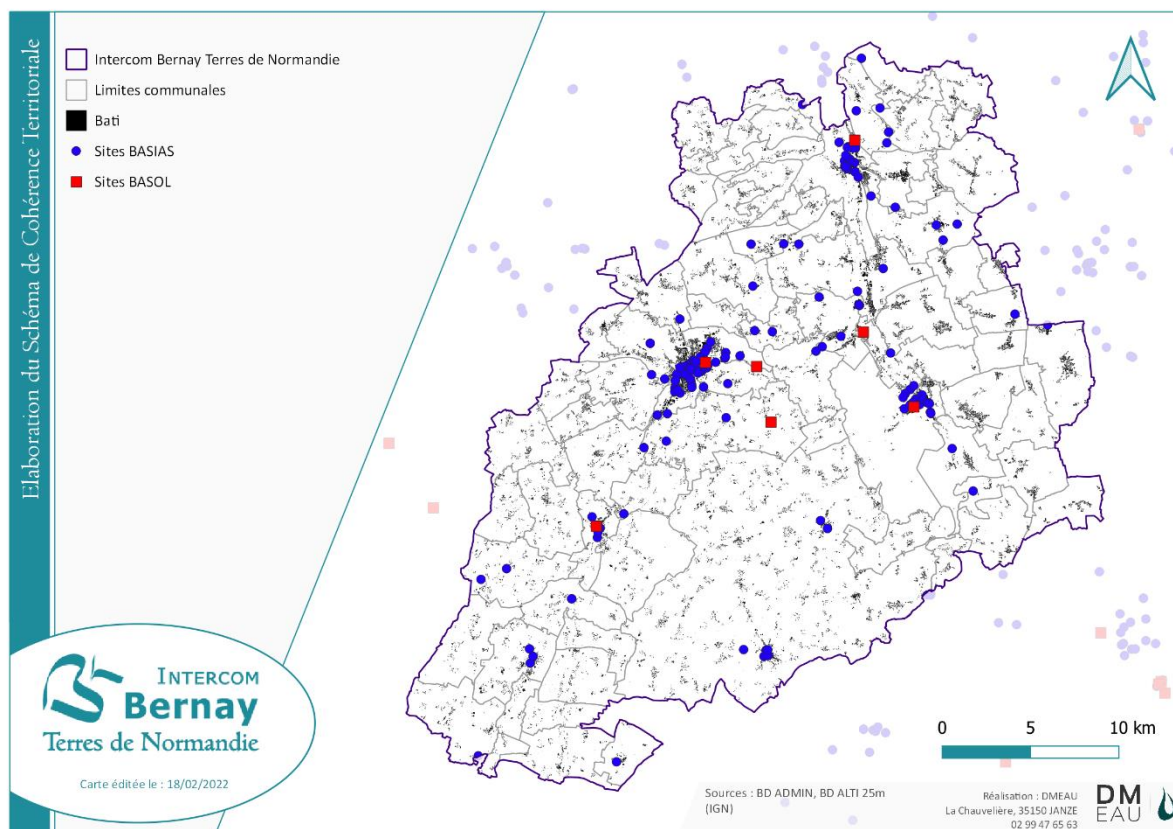 Elaboration du Schéma de Cohérence Territoriale
Intercom Bernay Terres de Normandie
Limites communales
Bati
Sites BASIAS
Sites BASOL
INTERCOM
Bernay
Terres de Normandie
Carte éditée le : 18/02/2022
0 5 10 km
Sources : BD ADMIN, BD ALTI 25m
(IGN)
Réalisation : DMEAU
La Chauvelière, 35150 JANZE
02 99 47 65 63
DM
EAU